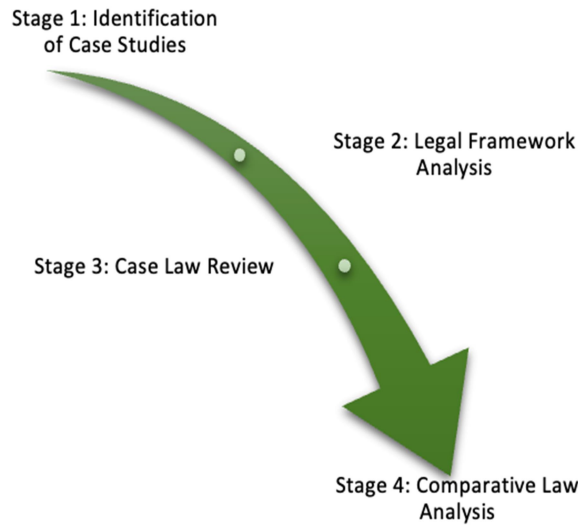 Stage 1: Identification
of Case Studies
Stage 2: Legal Framework
Analysis
Stage 3: Case Law Review
Stage 4: Comparative Law
Analysis